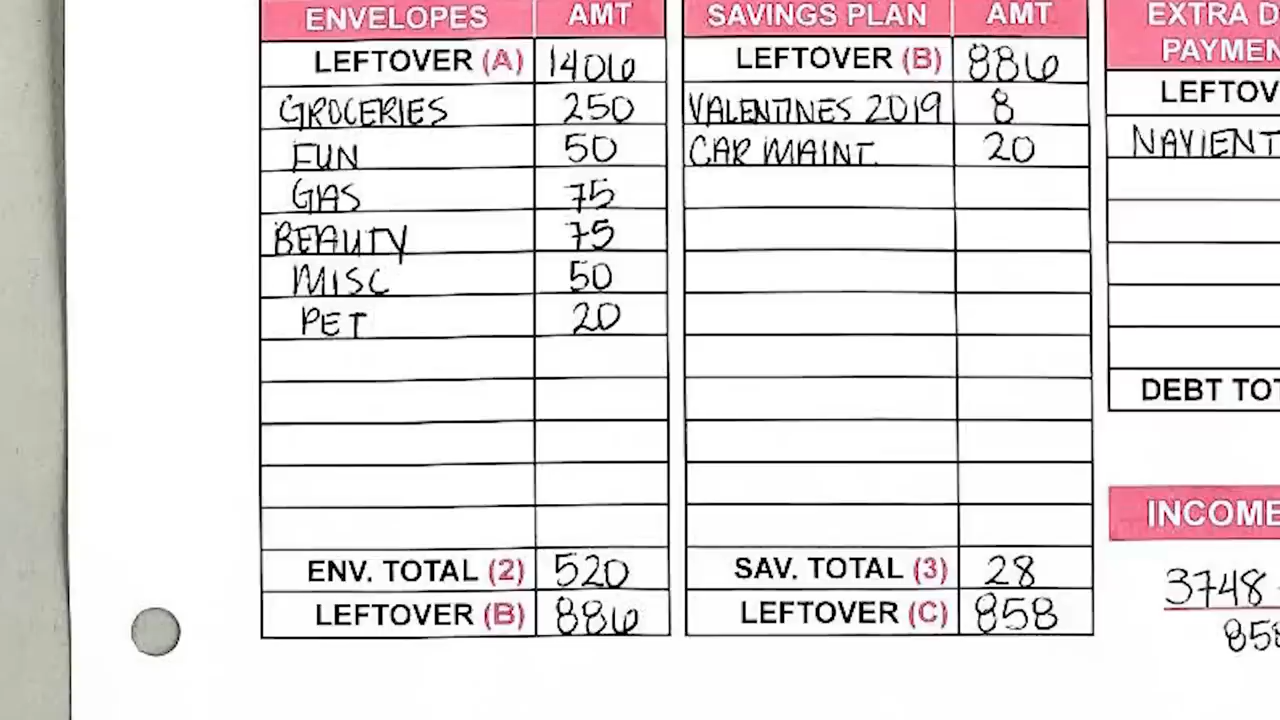 ENVELOPES AMT
LEFTOVER (A) 1406
GROCERIES 250
FUN 50
GAS 75
BEAUTY 75
MISC 50
PET 20
ENV. TOTAL (2) 520
LEFTOVER (B) 886
SAVINGS PLAN AMT
LEFTOVER (B) 886
VALENTINES 2019 8
CAR MAINT. 20
SAV. TOTAL (3) 28
LEFTOVER (C) 858
EXTRA D
PAYMEN
LEFTOV
NAVIENT
DEBT TOT
INCOME
3748
858